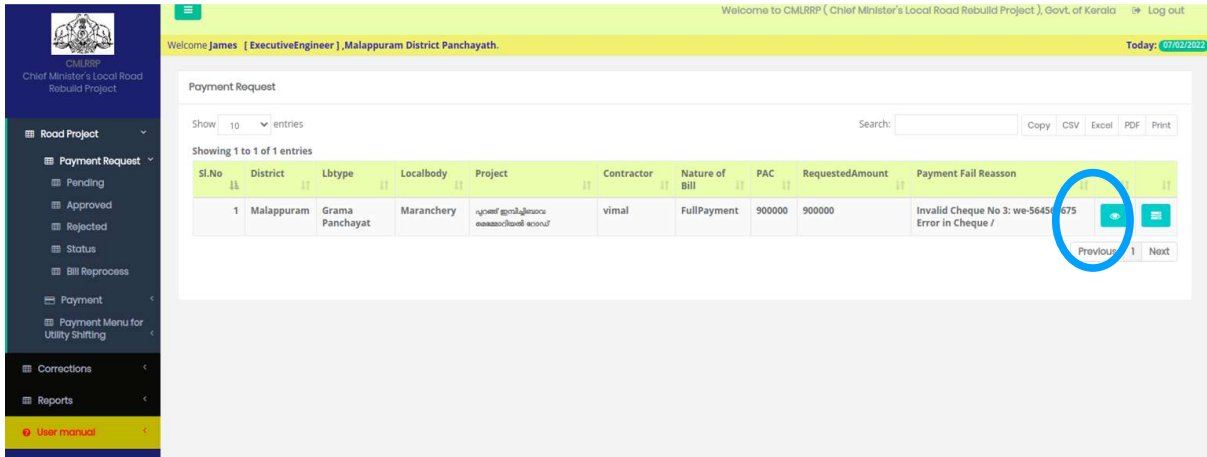 Welcome to CMLRRP ( Chief Minister's Local Road Rebuild Project ), Govt. of Kerala Log out
Welcome James [ ExecutiveEngineer ] ,Malappuram District Panchayath. Today: 07/02/2022
CMLRRP
Chief Minister's Local Road
Rebuild Project
Road Project
Payment Request
Pending
Approved
Rejected
Status
Bill Reprocess
Payment
Payment Menu for
Utility Shifting
Corrections
Reports
User manual
Payment Request
Show 10 entries Search: Copy CSV Excel PDF Print
Showing 1 to 1 of 1 entries
Sl.No District Lbtype Localbody Project Contractor Nature of PAC RequestedAmount Payment Fail Reason
Bill
1 Malappuram Grama Maranchery പുറങ്ങ് ഇമ്പിച്ചിബാവ vimal FullPayment 900000 900000 Invalid Cheque No 3:
Panchayat മെമ്മോറിയൽ റോഡ് Error in Cheque /
Previous 1 Next